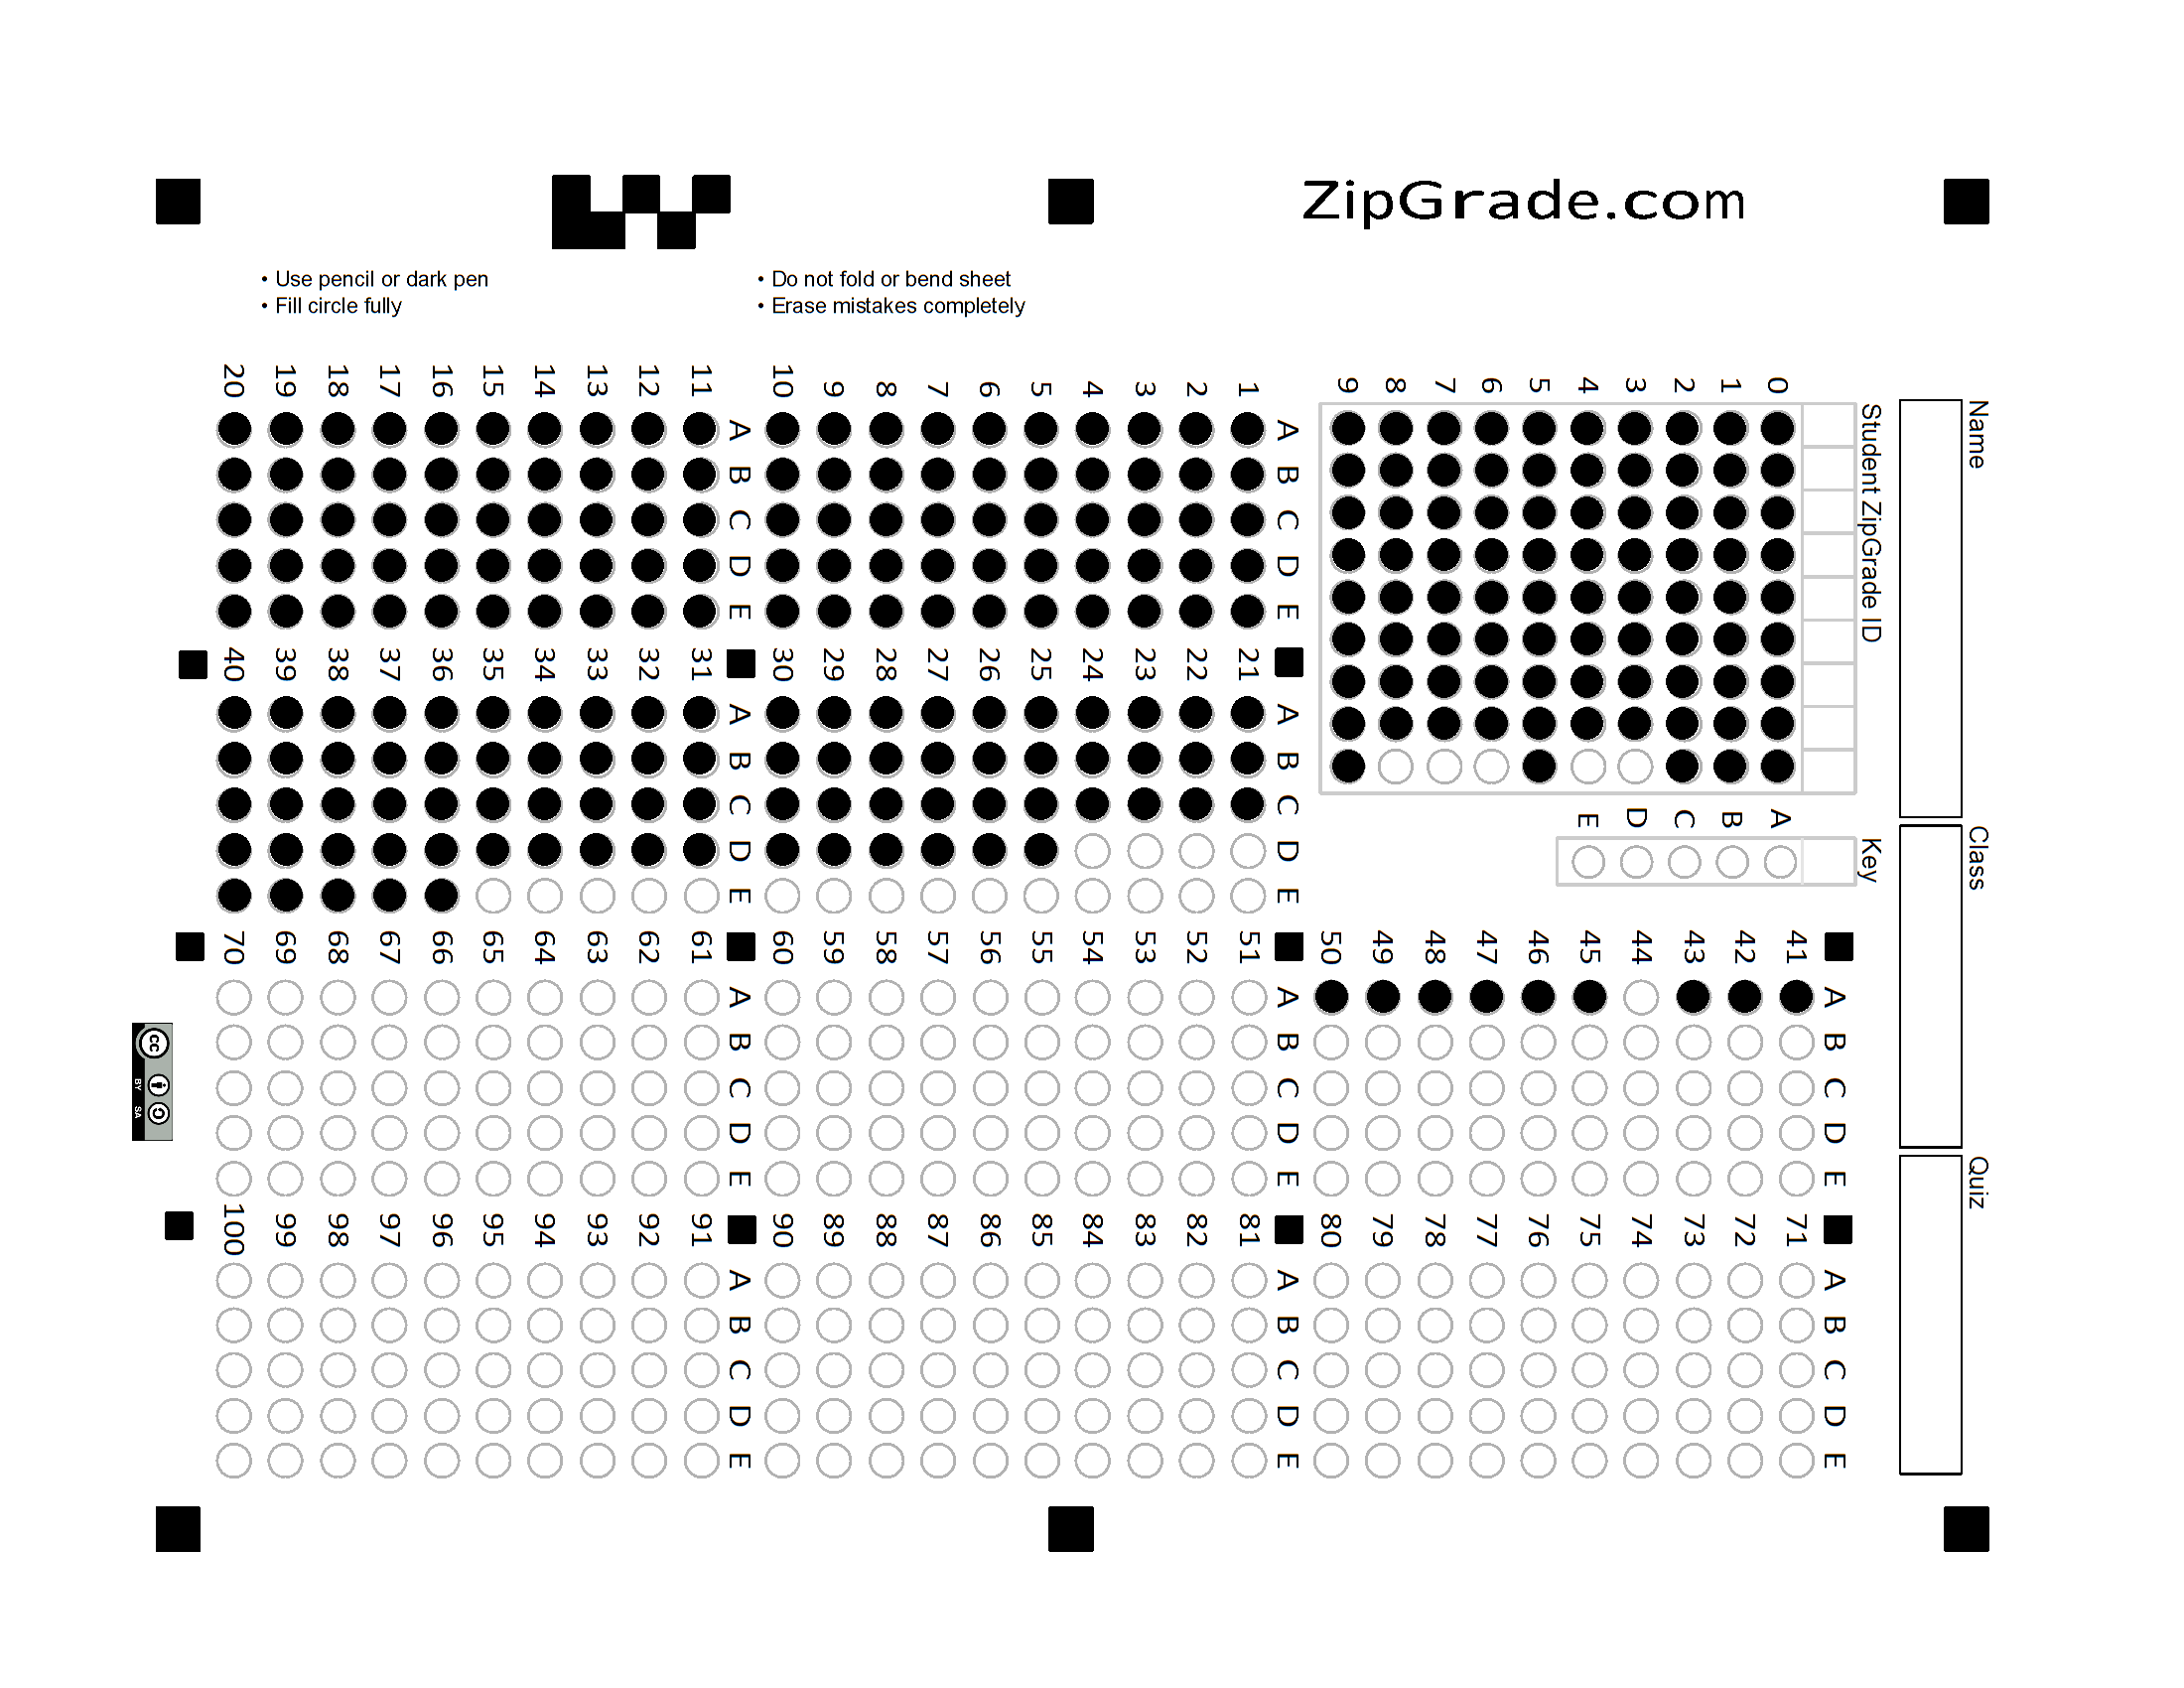 ZipGrade.com
• Use pencil or dark pen
• Fill circle fully
• Do not fold or bend sheet
• Erase mistakes completely
Name
Class
Quiz
Student ZipGrade ID
0 1 2 3 4 5 6 7 8 9
Key
A B C D E
1 2 3 4 5 6 7 8 9 10
A B C D E
11 12 13 14 15 16 17 18 19 20
A B C D E
21 22 23 24 25 26 27 28 29 30
A B C D E
31 32 33 34 35 36 37 38 39 40
A B C D E
41 42 43 44 45 46 47 48 49 50
A B C D E
51 52 53 54 55 56 57 58 59 60
A B C D E
61 62 63 64 65 66 67 68 69 70
A B C D E
71 72 73 74 75 76 77 78 79 80
A B C D E
81 82 83 84 85 86 87 88 89 90
A B C D E
91 92 93 94 95 96 97 98 99 100
A B C D E
cc
BY SA